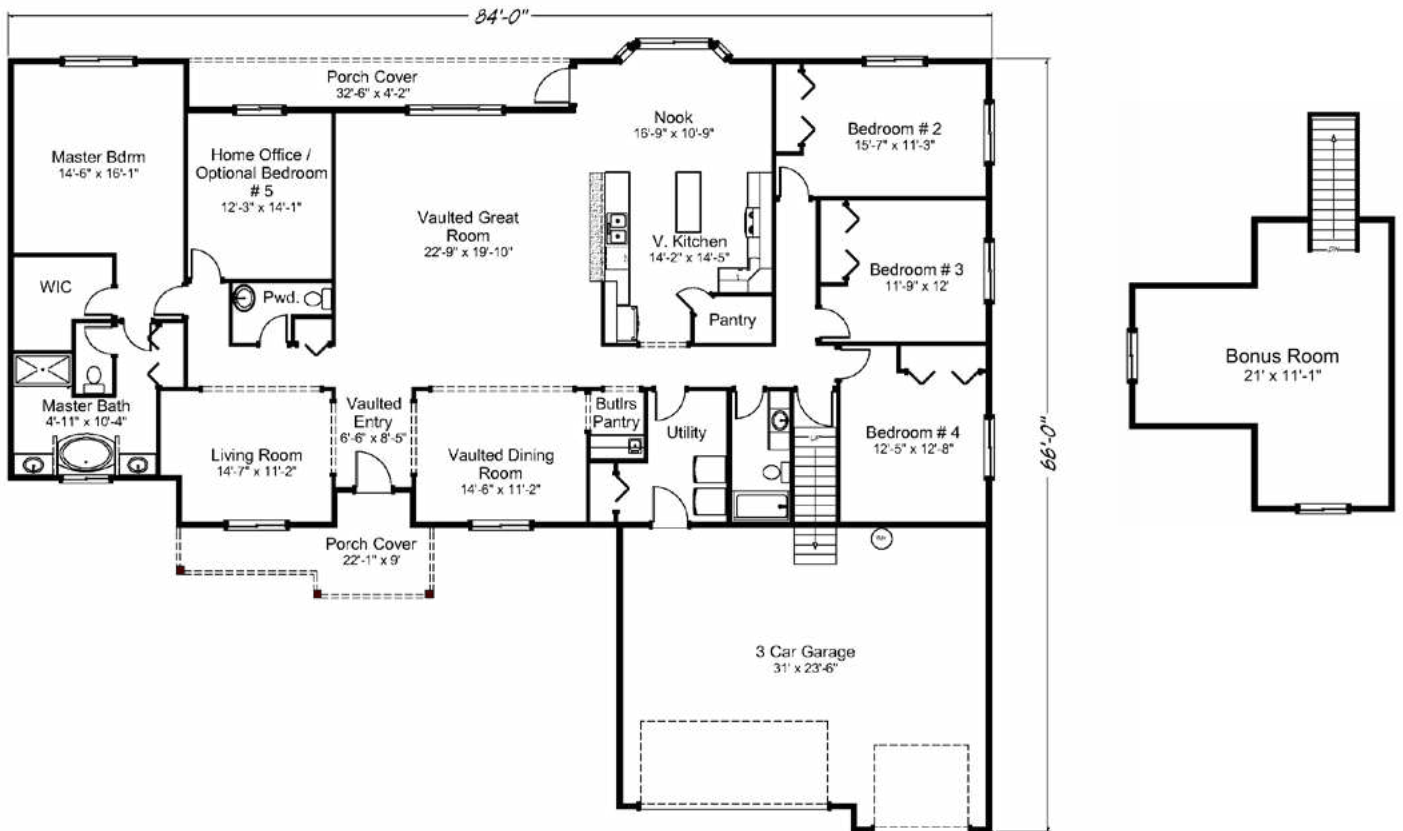 84'-0"
Porch Cover
32'-6" x 4'-2"
Nook
16'-9" x 10'-9"
Bedroom # 2
15'-7" x 11'-3"
Master Bdrm
14'-6" x 16'-1"
Home Office /
Optional Bedroom
# 5
12'-3" x 14'-1"
Vaulted Great
Room
22'-9" x 19'-10"
V. Kitchen
14'-2" x 14'-5"
Bedroom # 3
11'-9" x 12'
WIC
Pwd.
Pantry
Master Bath
4'-11" x 10'-4"
Living Room
14'-7" x 11'-2"
Vaulted
Entry
6'-6" x 8'-5"
Vaulted Dining
Room
14'-6" x 11'-2"
Butlrs
Pantry
Utility
UP
Bedroom # 4
12'-5" x 12'-8"
66'-0"
Porch Cover
22'-1" x 9'
3 Car Garage
31' x 23'-6"
DN
Bonus Room
21' x 11'-1"